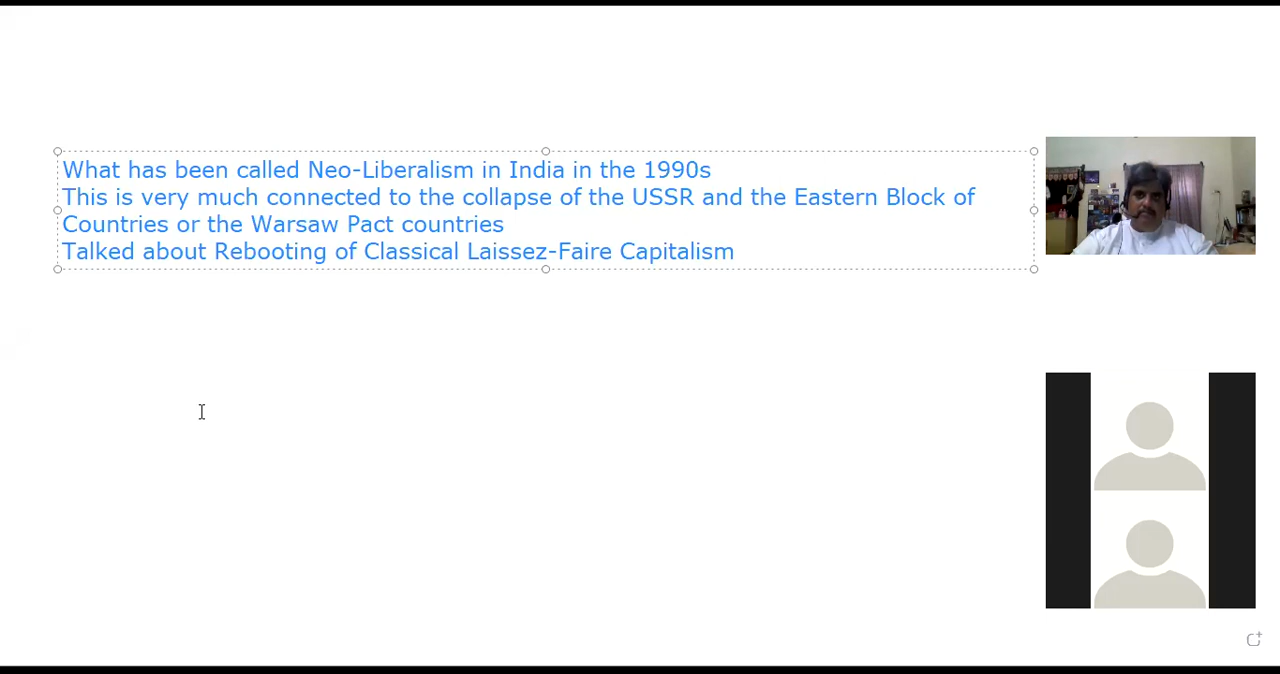 What has been called Neo-Liberalism in India in the 1990s
This is very much connected to the collapse of the USSR and the Eastern Block of
Countries or the Warsaw Pact countries
Talked about Rebooting of Classical Laissez-Faire Capitalism